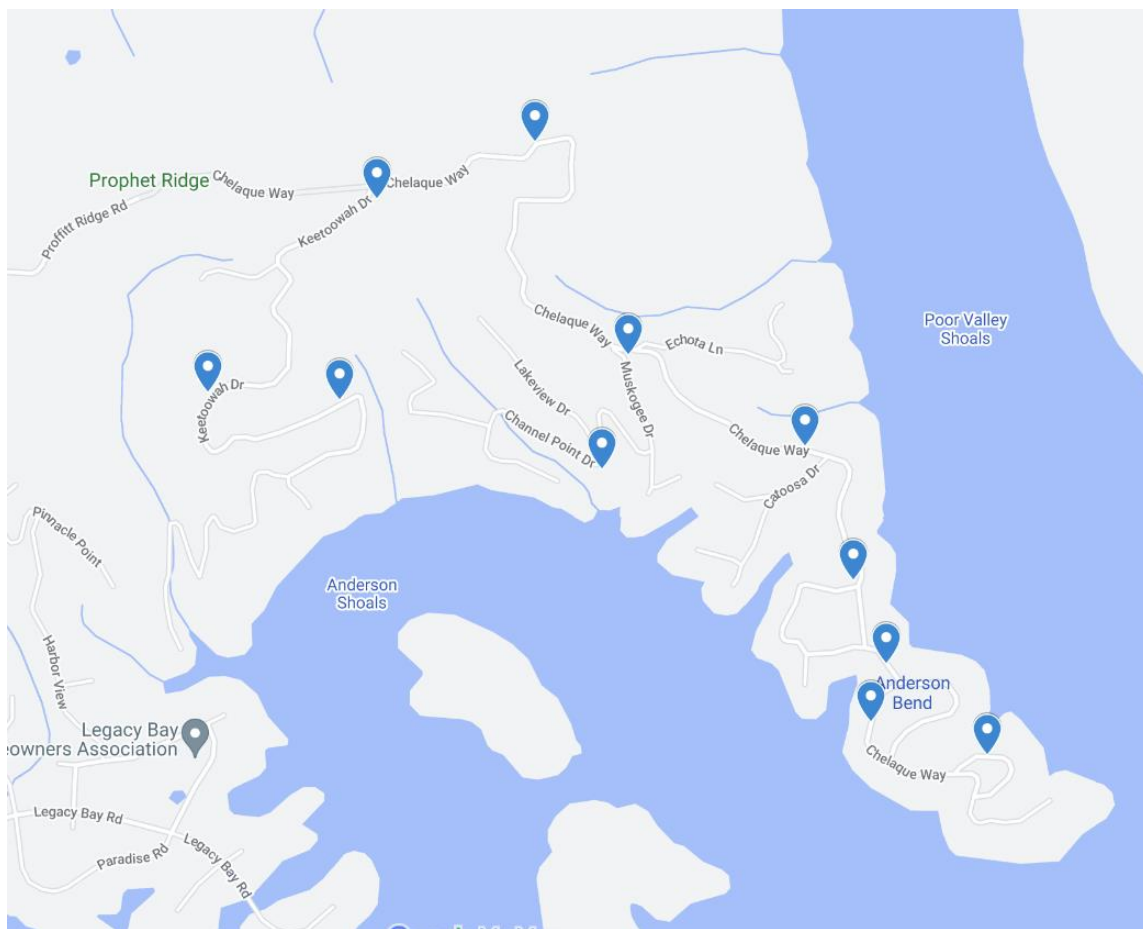 Prophet Ridge
Chelaque Way
Chelaque Way
Proffitt Ridge Rd
Keetoowah Dr
Chelaque Way
Echota Ln
Poor Valley
Shoals
Lakeview Dr
Muskogee Dr
Keetoowah Dr
Channel Point Dr
Chelaque Way
Catoosa Dr
Pinnacle Point
Anderson
Shoals
Harbor View
Anderson
Bend
Legacy Bay
eowners Association
Chelaque Way
Legacy Bay Rd
Legacy Bay Rd
Paradise Rd